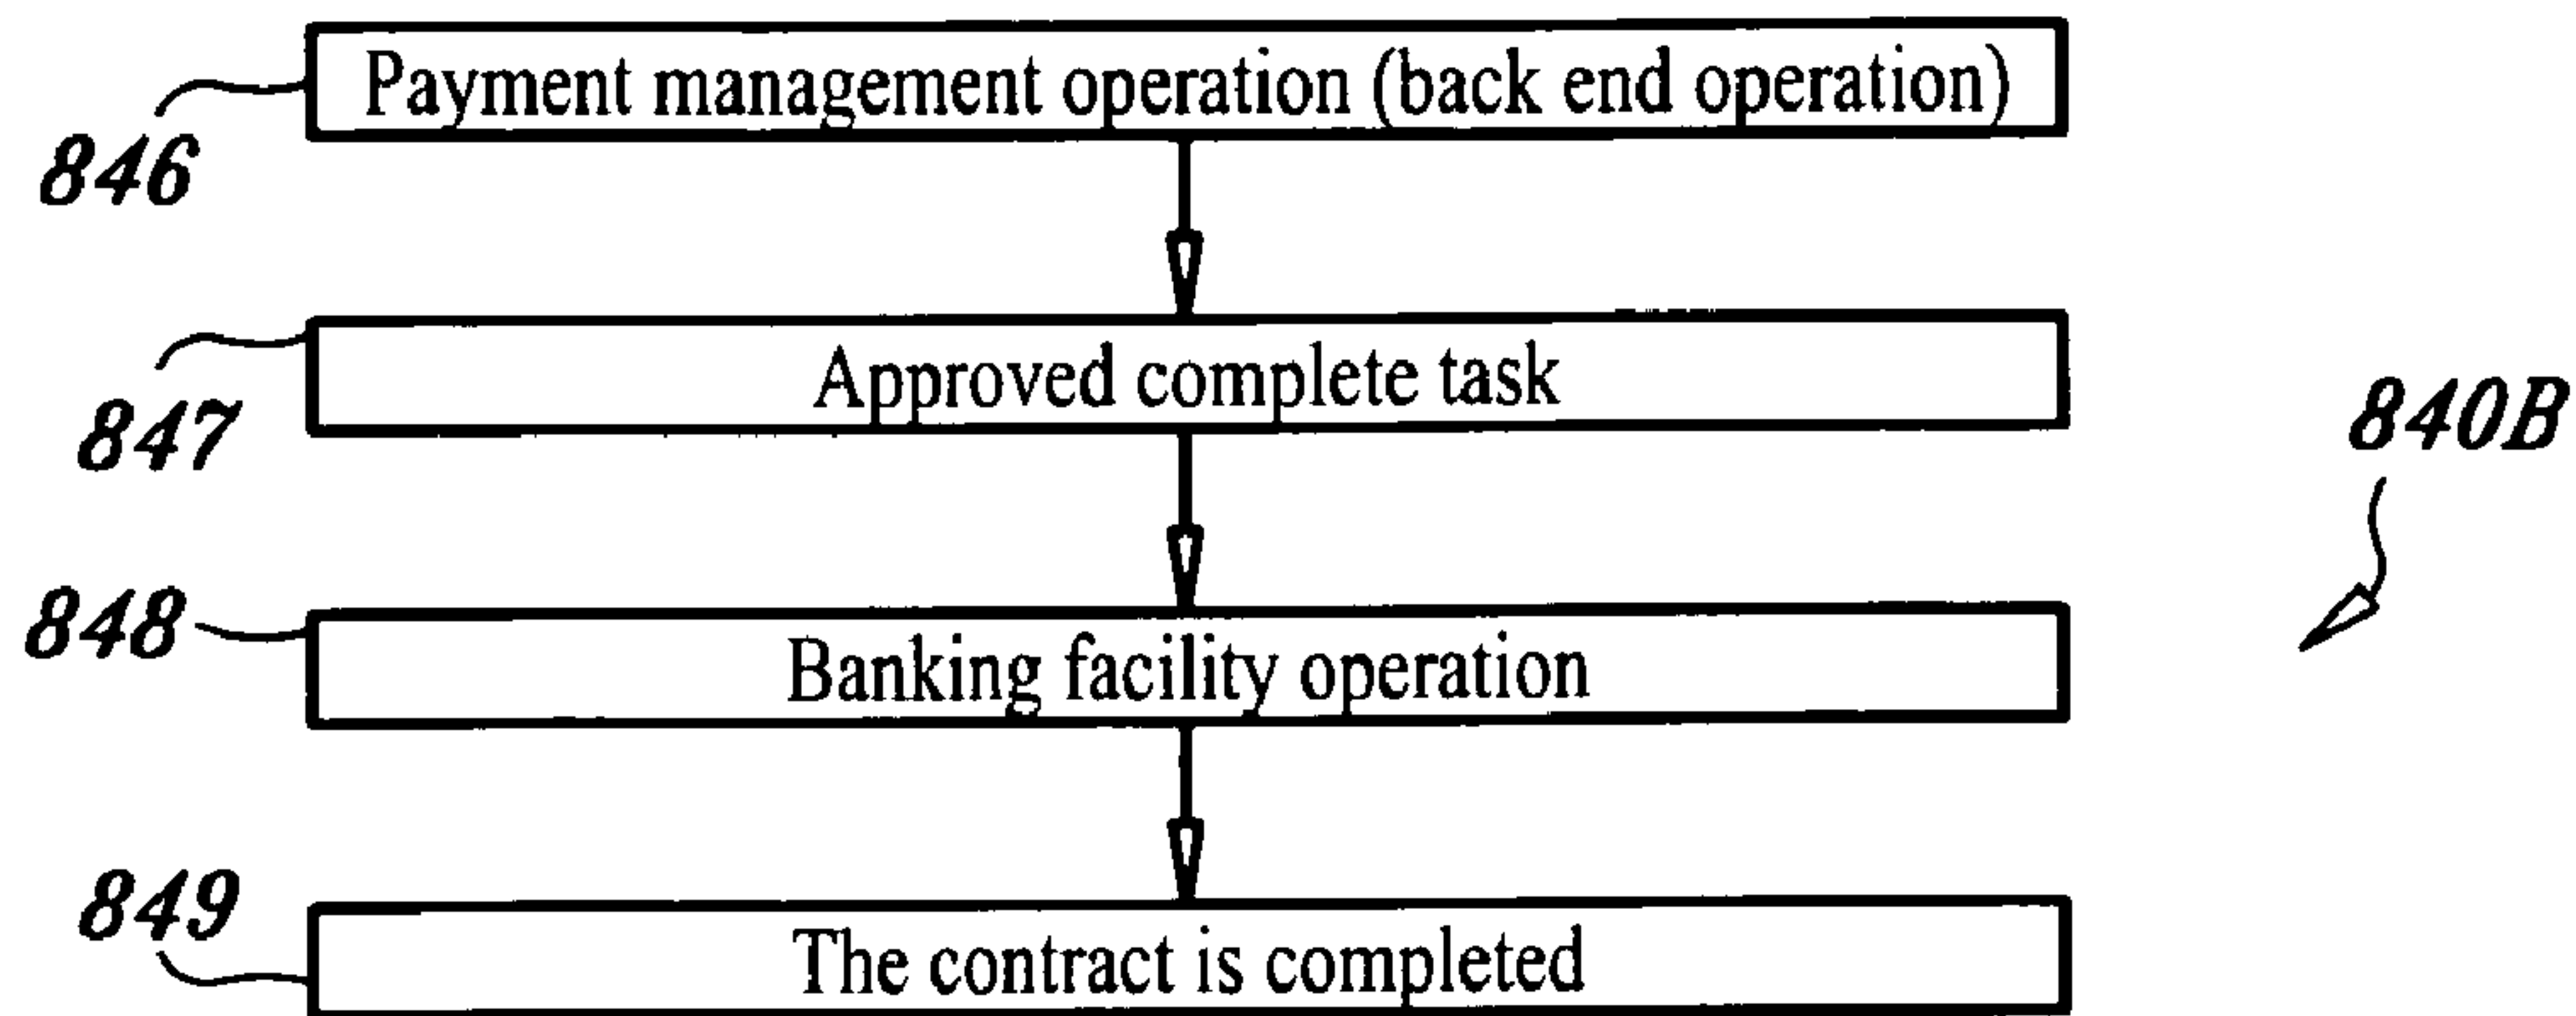 Payment management operation (back end operation)
846
Approved complete task
847
840B
Banking facility operation
848
The contract is completed
849